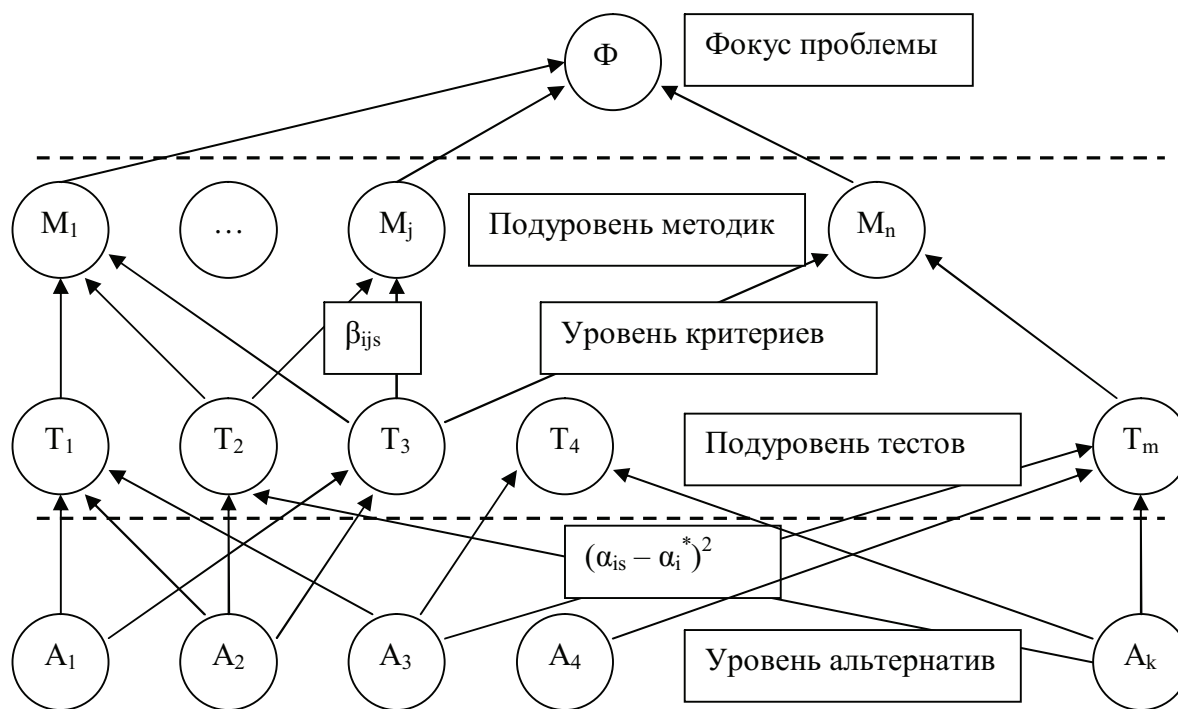 Ф
Фокус проблемы
M₁
…
Mⱼ
Подуровень методик
Mₙ
βᵢⱼₛ
Уровень критериев
T₁
T₂
T₃
T₄
Подуровень тестов
Tₘ
(αᵢₛ – αᵢ*)²
A₁
A₂
A₃
A₄
Уровень альтернатив
Aₖ